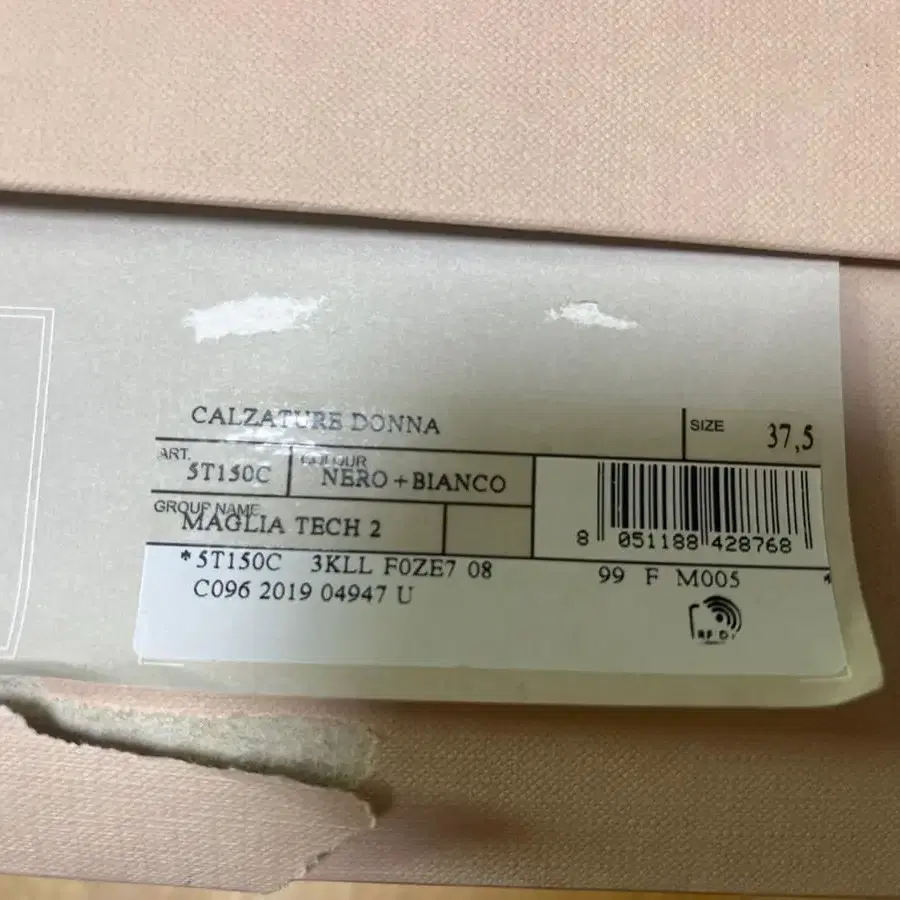 CALZATURE DONNA
SIZE 37,5
ART. 5T150C
COLOUR NERO+BIANCO
GROUP NAME MAGLIA TECH 2
8 051188 428768
*5T150C 3KLL F0ZE7 08 99 F M005 *
C096 2019 04947 U
RFID